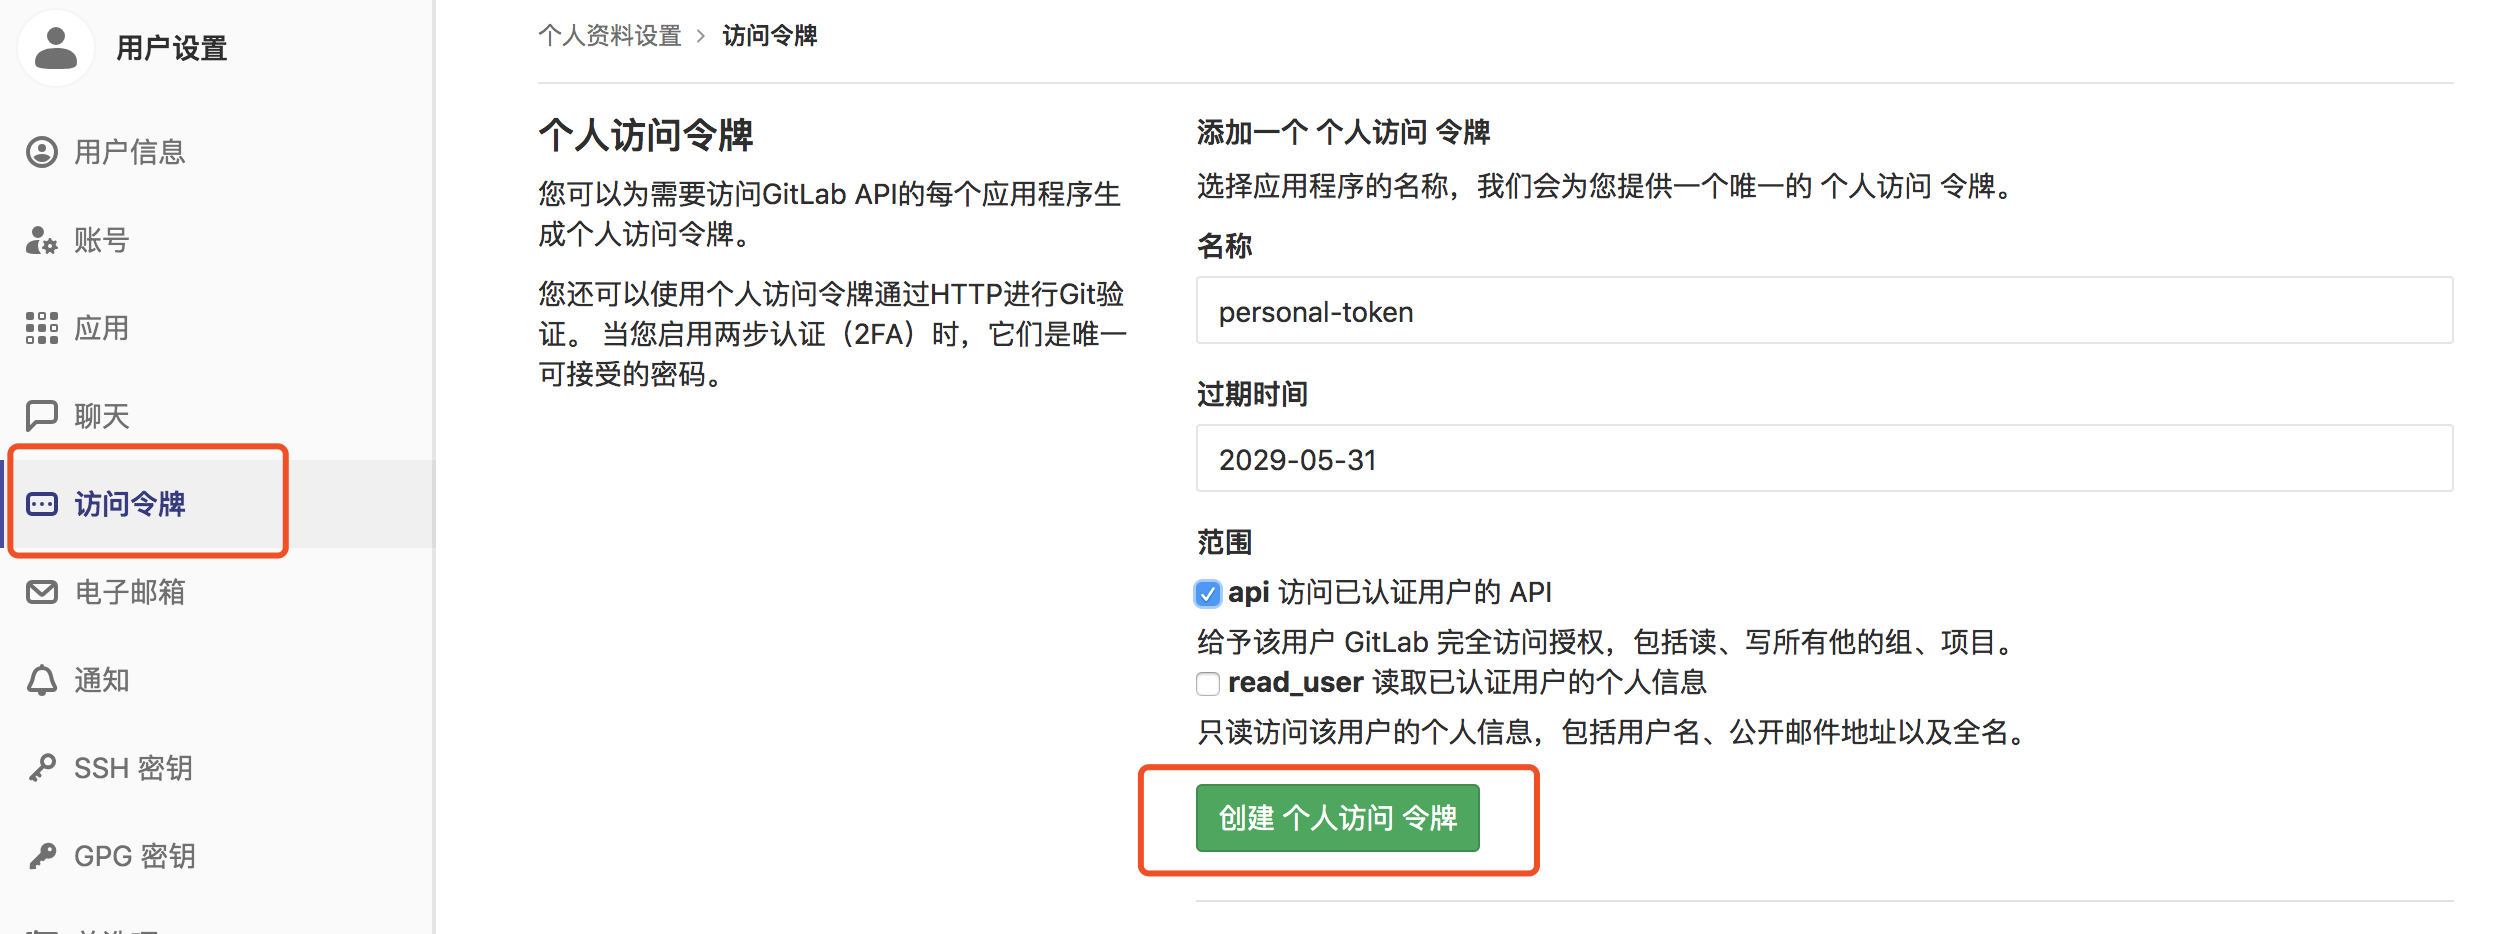 用户设置
用户信息
账号
应用
聊天
访问令牌
电子邮箱
通知
SSH 密钥
GPG 密钥
个人资料设置 › 访问令牌
个人访问令牌
您可以为需要访问GitLab API的每个应用程序生
成个人访问令牌。
您还可以使用个人访问令牌通过HTTP进行Git验
证。 当您启用两步认证（2FA）时，它们是唯一
可接受的密码。
添加一个 个人访问 令牌
选择应用程序的名称，我们会为您提供一个唯一的 个人访问 令牌。
名称
personal-token
过期时间
2029-05-31
范围
api 访问已认证用户的 API
给予该用户 GitLab 完全访问授权，包括读、写所有他的组、项目。
read_user 读取已认证用户的个人信息
只读访问该用户的个人信息，包括用户名、公开邮件地址以及全名。
创建 个人访问 令牌